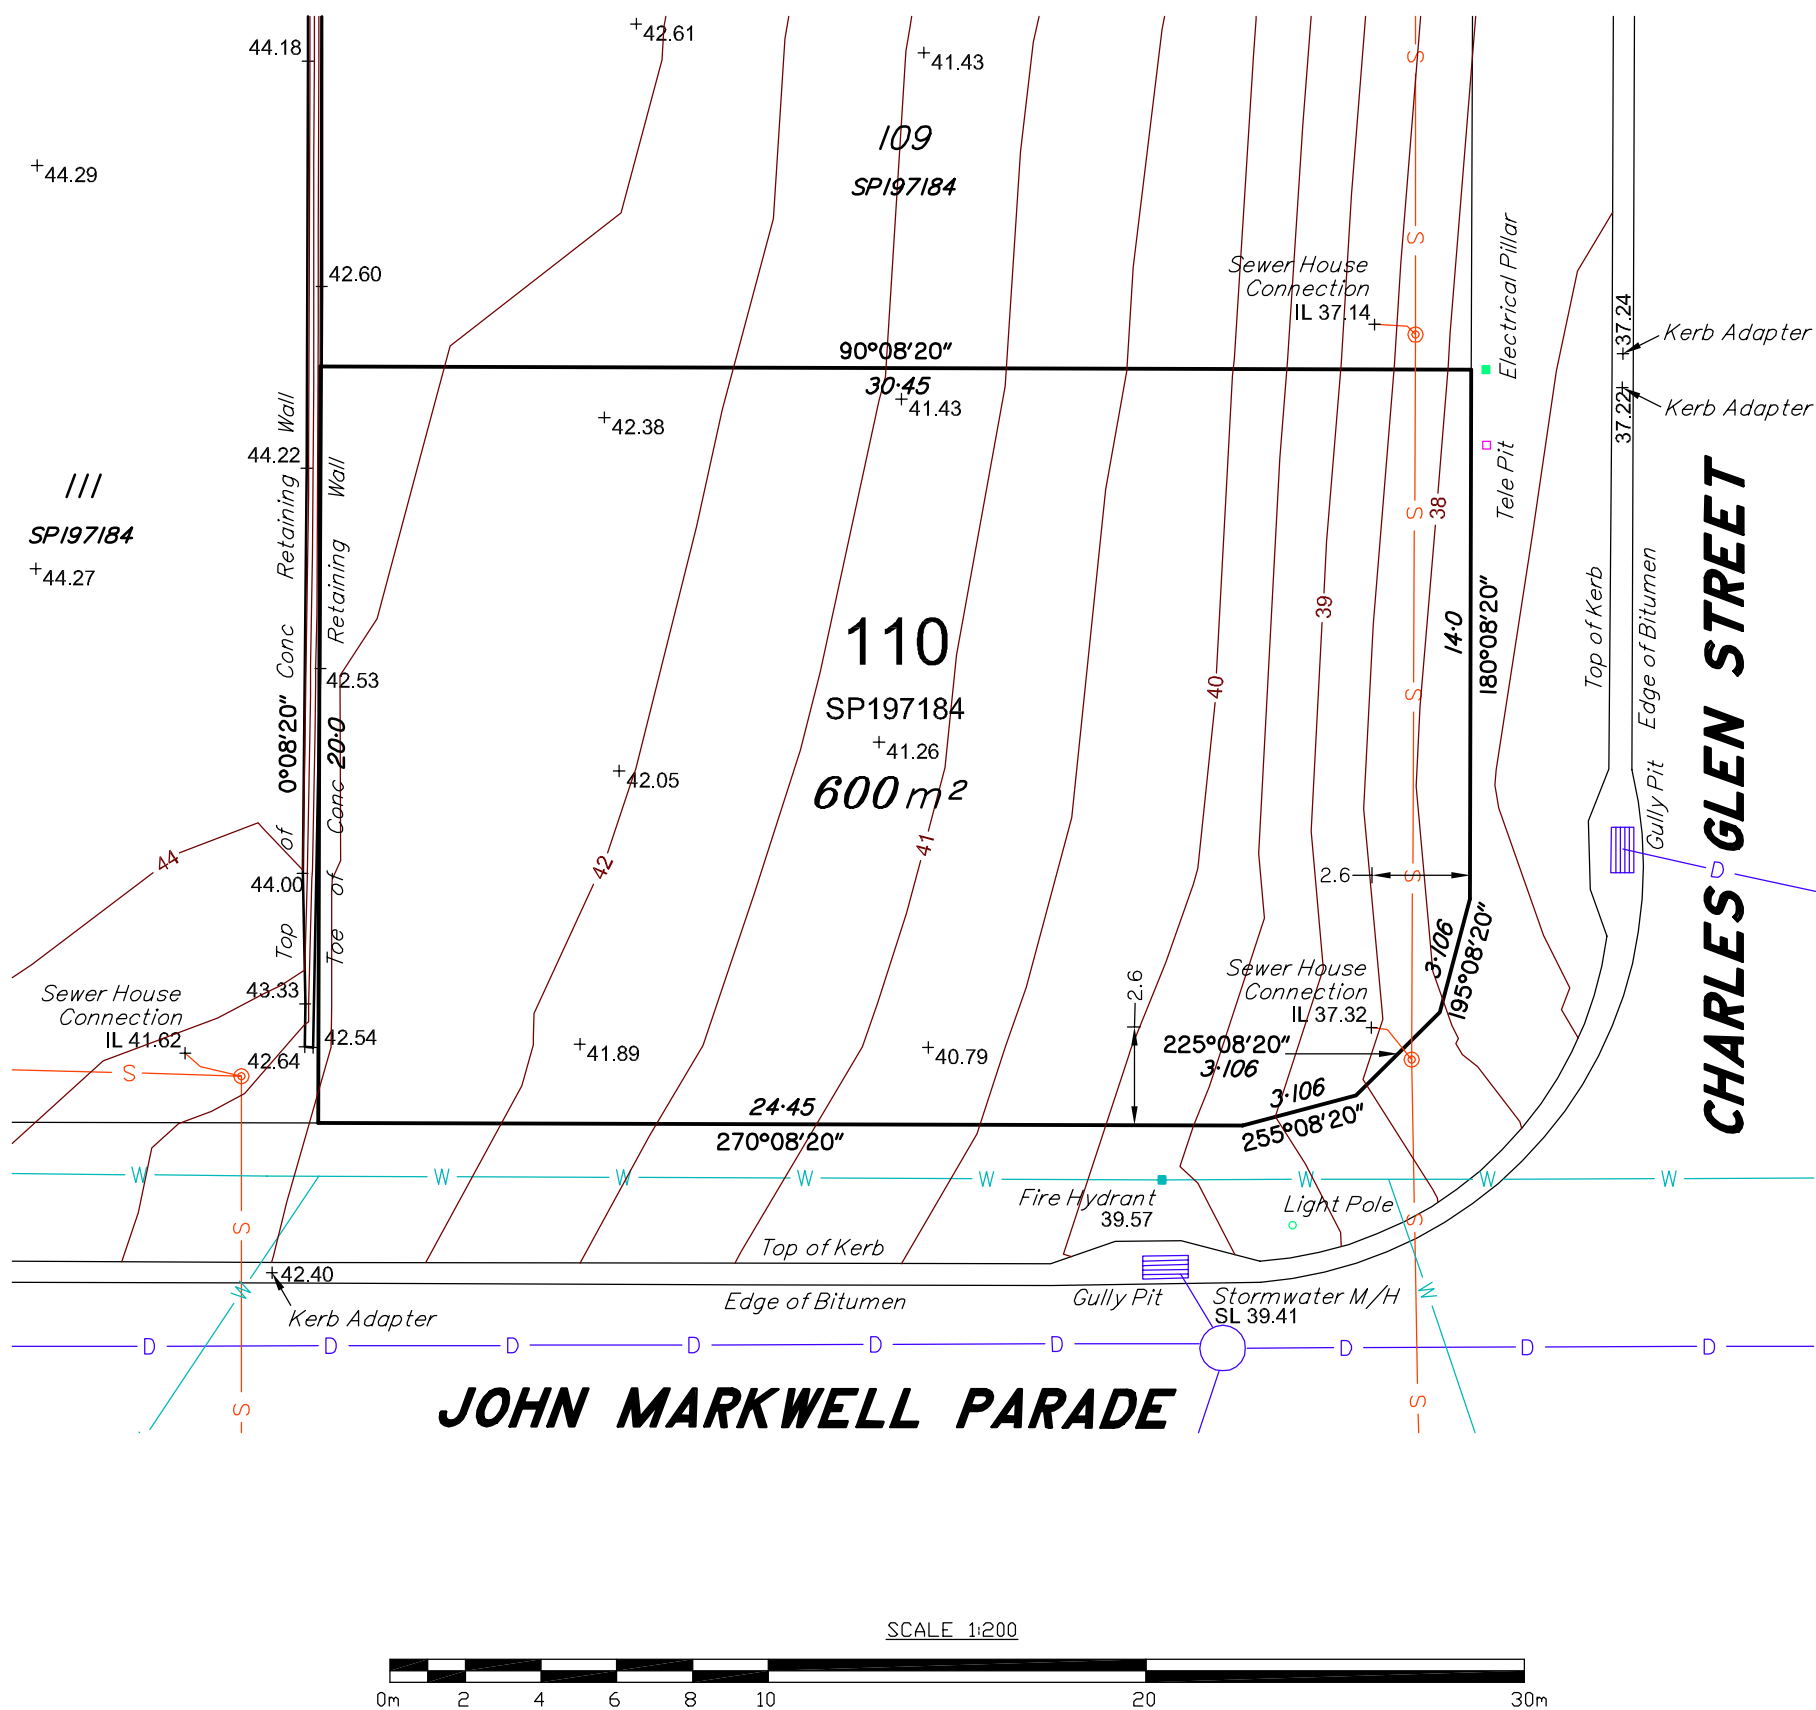 44.18
42.61
41.43
44.29
109
SP197184
42.60
Sewer House
Connection
IL 37.14
Electrical Pillar
37.24
Kerb Adapter
37.22
Kerb Adapter
90°08'20"
30·45
42.38
41.43
44.22
Top of Conc Retaining Wall
Toe of Conc Retaining Wall
111
SP197184
44.27
Tele Pit
38
39
40
41
42
44
110
SP197184
41.26
600 m²
42.53
42.05
0°08'20"
20·0
14·0
180°08'20"
Top of Kerb
Edge of Bitumen
Gully Pit
CHARLES GLEN STREET
44.00
2.6
3·106
195°08'20"
43.33
Sewer House
Connection
IL 41.62
42.64
42.54
41.89
40.79
2.6
Sewer House
Connection
IL 37.32
225°08'20"
3·106
3·106
255°08'20"
24·45
270°08'20"
S
S
S
S
S
S
S
S
S
S
W
W
W
W
W
W
W
W
W
W
Fire Hydrant
39.57
Light Pole
Top of Kerb
42.40
Kerb Adapter
Edge of Bitumen
Gully Pit
Stormwater M/H
SL 39.41
D
D
D
D
D
D
D
D
D
D
JOHN MARKWELL PARADE
SCALE 1:200
0m 2 4 6 8 10 20 30m